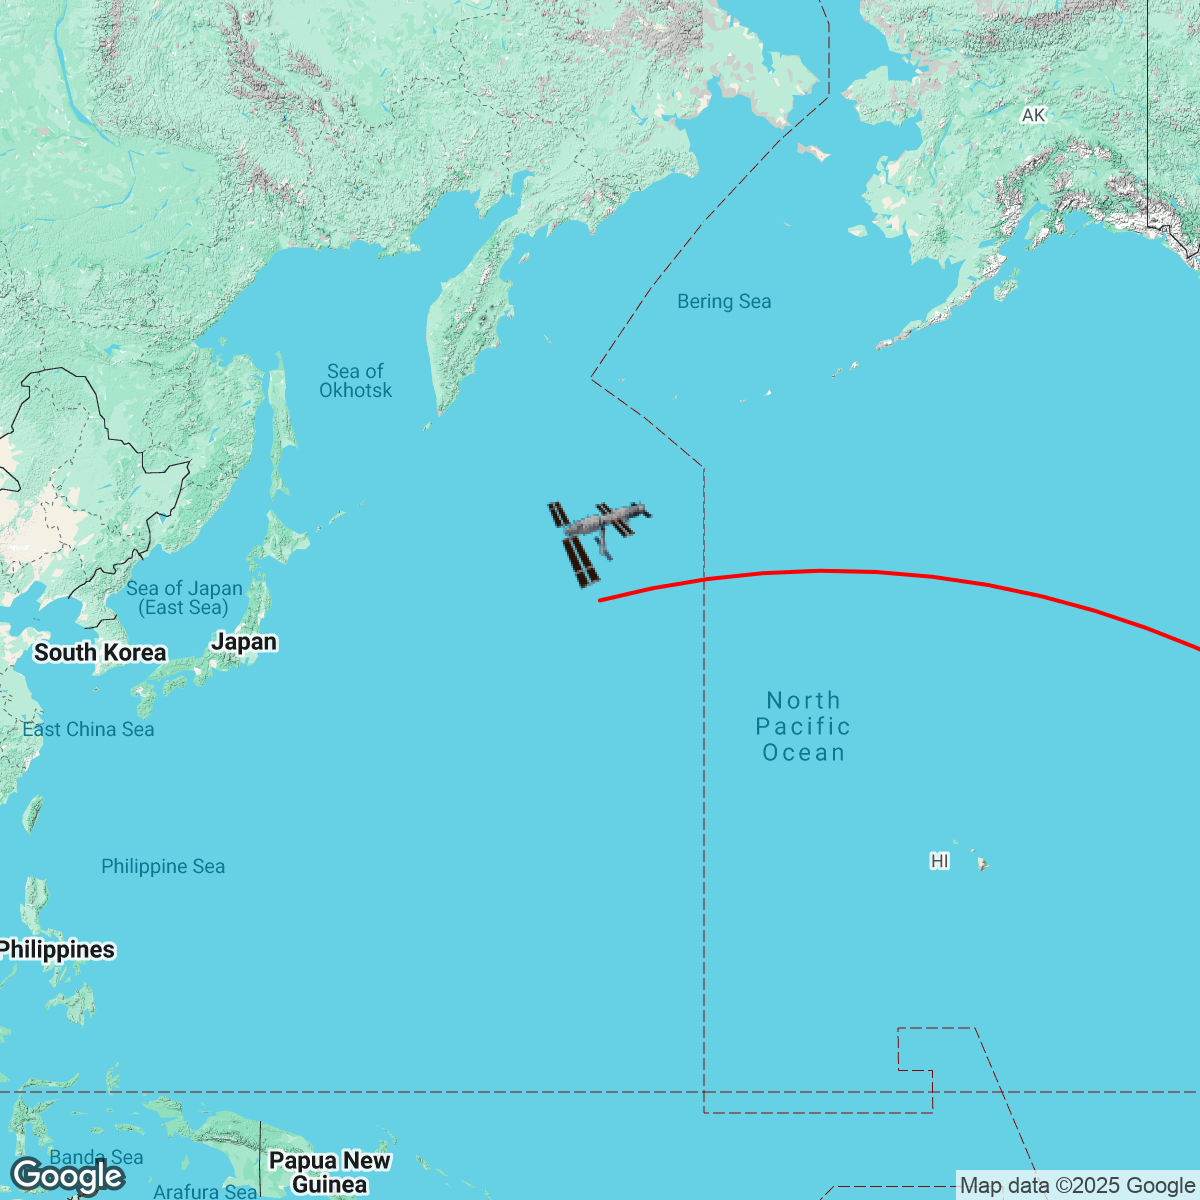 AK
Bering Sea
Sea of
Okhotsk
Sea of Japan
(East Sea)
Japan
South Korea
North
Pacific
Ocean
East China Sea
HI
Philippine Sea
Philippines
Banda Sea
Papua New
Guinea
Arafura Sea
Google
Map data ©2025 Google